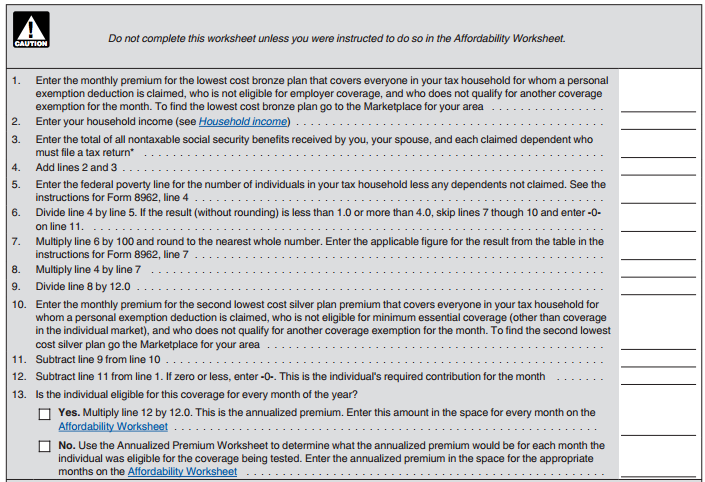 CAUTION
Do not complete this worksheet unless you were instructed to do so in the Affordability Worksheet.
1. Enter the monthly premium for the lowest cost bronze plan that covers everyone in your tax household for whom a personal
exemption deduction is claimed, who is not eligible for employer coverage, and who does not qualify for another coverage
exemption for the month. To find the lowest cost bronze plan go to the Marketplace for your area
2. Enter your household income (see Household income)
3. Enter the total of all nontaxable social security benefits received by you, your spouse, and each claimed dependent who
must file a tax return*
4. Add lines 2 and 3
5. Enter the federal poverty line for the number of individuals in your tax household less any dependents not claimed. See the
instructions for Form 8962, line 4
6. Divide line 4 by line 5. If the result (without rounding) is less than 1.0 or more than 4.0, skip lines 7 though 10 and enter -0-
on line 11.
7. Multiply line 6 by 100 and round to the nearest whole number. Enter the applicable figure for the result from the table in the
instructions for Form 8962, line 7
8. Multiply line 4 by line 7
9. Divide line 8 by 12.0
10. Enter the monthly premium for the second lowest cost silver plan premium that covers everyone in your tax household for
whom a personal exemption deduction is claimed, who is not eligible for minimum essential coverage (other than coverage
in the individual market), and who does not qualify for another coverage exemption for the month. To find the second lowest
cost silver plan go the Marketplace for your area
11. Subtract line 9 from line 10
12. Subtract line 11 from line 1. If zero or less, enter -0-. This is the individual's required contribution for the month
13. Is the individual eligible for this coverage for every month of the year?
Yes. Multiply line 12 by 12.0. This is the annualized premium. Enter this amount in the space for every month on the
Affordability Worksheet
No. Use the Annualized Premium Worksheet to determine what the annualized premium would be for each month the
individual was eligible for the coverage being tested. Enter the annualized premium in the space for the appropriate
months on the Affordability Worksheet